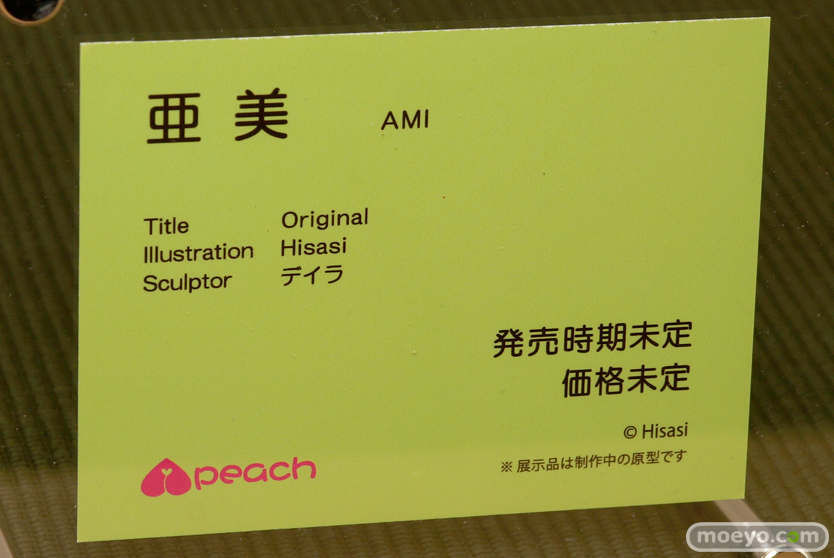 亜美 AMI
Title Original
Illustration Hisasi
Sculptor デイラ
発売時期未定
価格未定
© Hisasi
※展示品は制作中の原型です
peach
moeyo.com